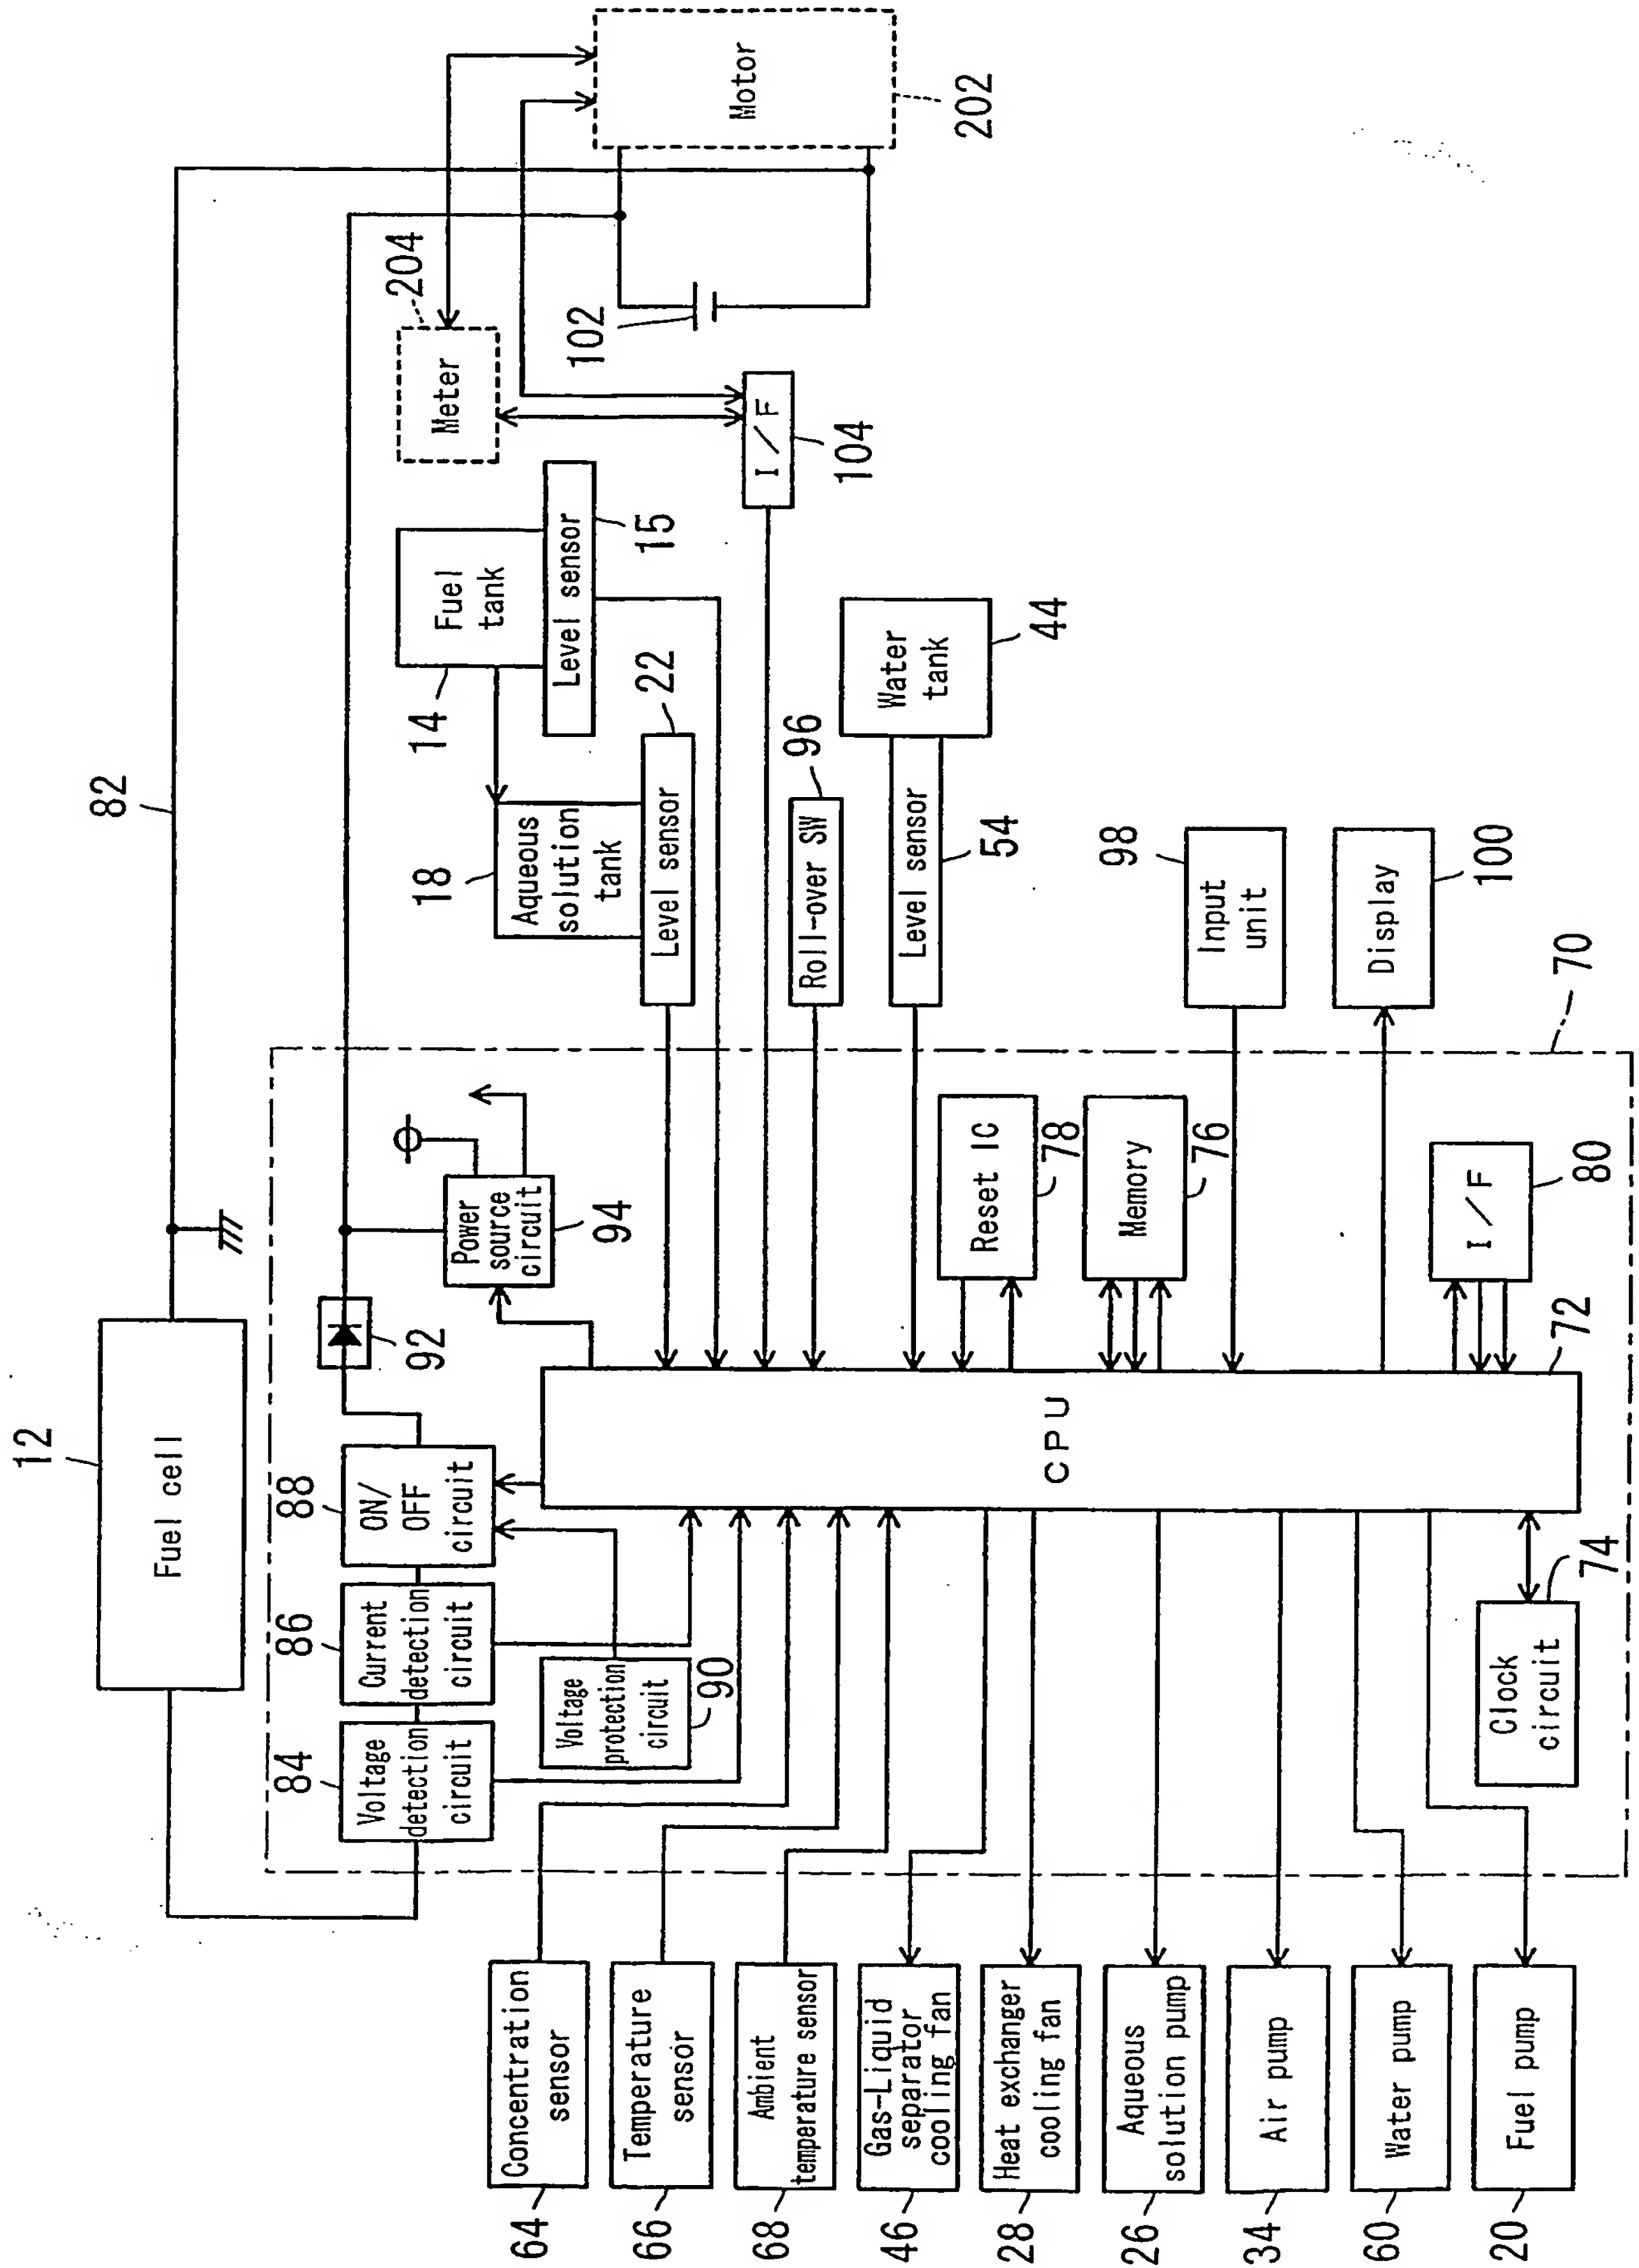 12
Fuel cell
82
84
Voltage
detection
circuit
86
Current
detection
circuit
88
ON/
OFF
circuit
92
Power
source
circuit
94
Voltage
protection
circuit
90
Meter
204
Motor
202
102
I/F
104
14
Fuel
tank
Level sensor
15
18
Aqueous
solution
tank
Level sensor
22
Roll-over SW
96
Water
tank
44
Level sensor
54
Reset IC
78
Memory
76
Input
unit
98
Display
100
70
I/F
80
CPU
72
Clock
circuit
74
Concentration
sensor
64
Temperature
sensor
66
Ambient
temperature sensor
68
Gas-Liquid
separator
cooling fan
46
Heat exchanger
cooling fan
28
Aqueous
solution pump
26
Air pump
34
Water pump
60
Fuel pump
20